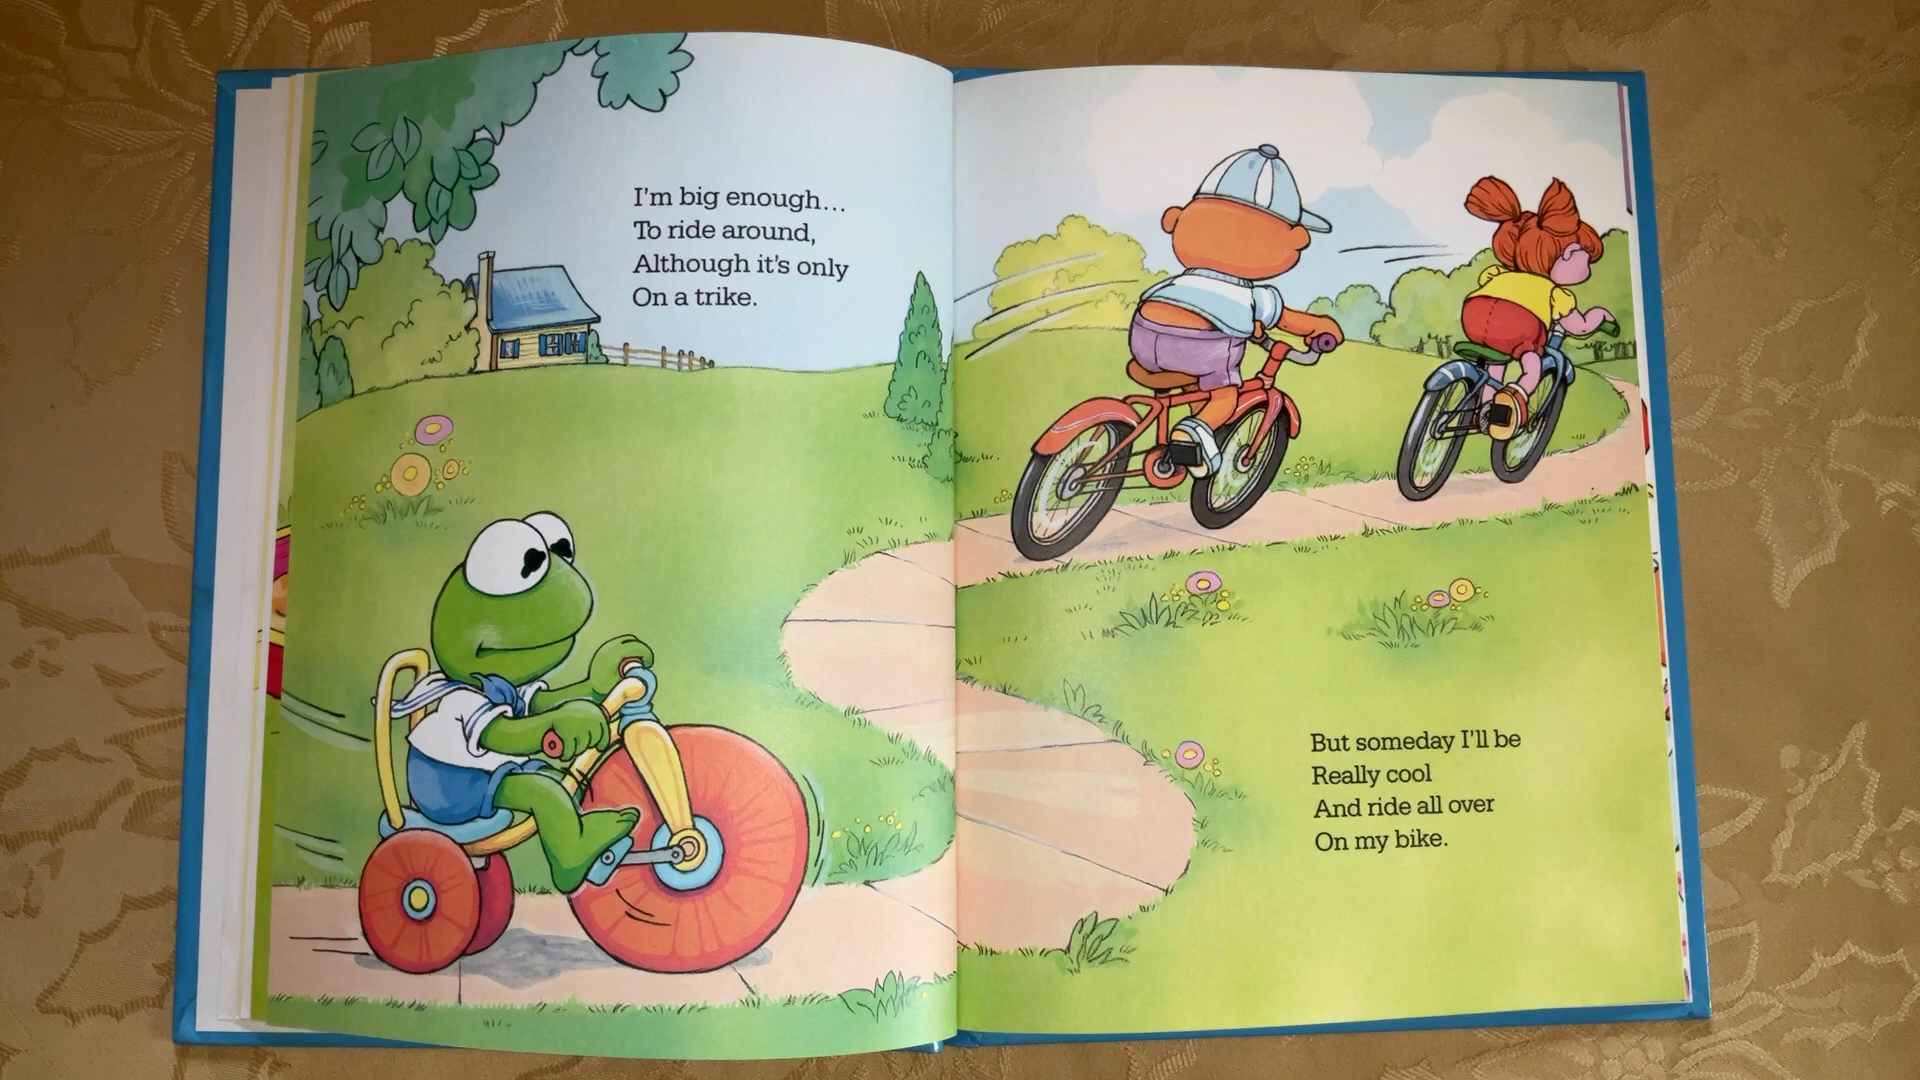 I'm big enough...
To ride around,
Although it's only
On a trike.
But someday I'll be
Really cool
And ride all over
On my bike.